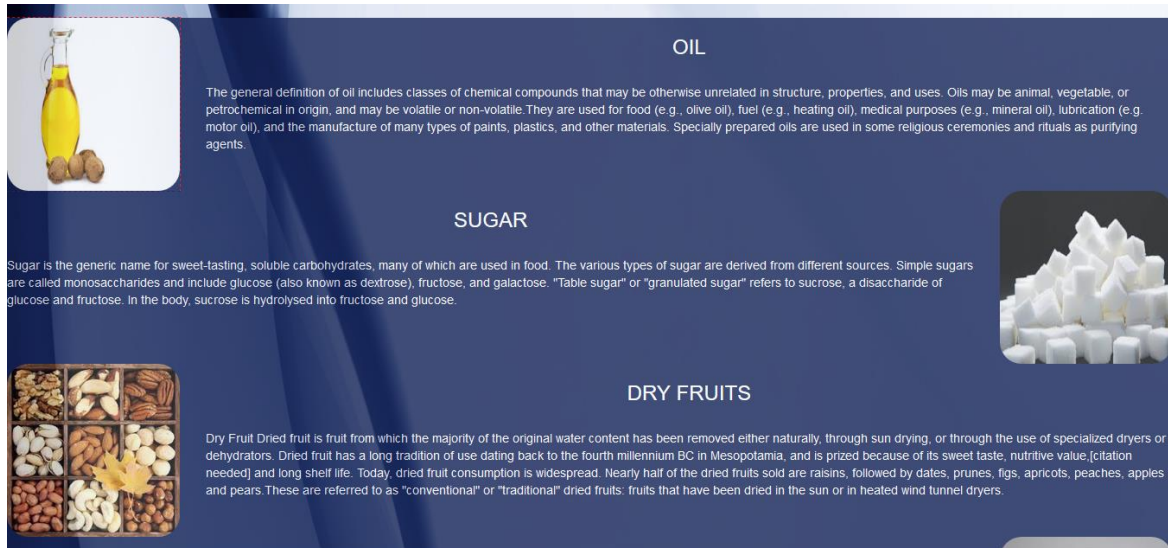 OIL
The general definition of oil includes classes of chemical compounds that may be otherwise unrelated in structure, properties, and uses. Oils may be animal, vegetable, or
petrochemical in origin, and may be volatile or non-volatile.They are used for food (e.g., olive oil), fuel (e.g., heating oil), medical purposes (e.g., mineral oil), lubrication (e.g.
motor oil), and the manufacture of many types of paints, plastics, and other materials. Specially prepared oils are used in some religious ceremonies and rituals as purifying
agents.
SUGAR
Sugar is the generic name for sweet-tasting, soluble carbohydrates, many of which are used in food. The various types of sugar are derived from different sources. Simple sugars
are called monosaccharides and include glucose (also known as dextrose), fructose, and galactose. "Table sugar" or "granulated sugar" refers to sucrose, a disaccharide of
glucose and fructose. In the body, sucrose is hydrolysed into fructose and glucose.
DRY FRUITS
Dry Fruit Dried fruit is fruit from which the majority of the original water content has been removed either naturally, through sun drying, or through the use of specialized dryers or
dehydrators. Dried fruit has a long tradition of use dating back to the fourth millennium BC in Mesopotamia, and is prized because of its sweet taste, nutritive value,[citation
needed] and long shelf life. Today, dried fruit consumption is widespread. Nearly half of the dried fruits sold are raisins, followed by dates, prunes, figs, apricots, peaches, apples
and pears.These are referred to as "conventional" or "traditional" dried fruits: fruits that have been dried in the sun or in heated wind tunnel dryers.